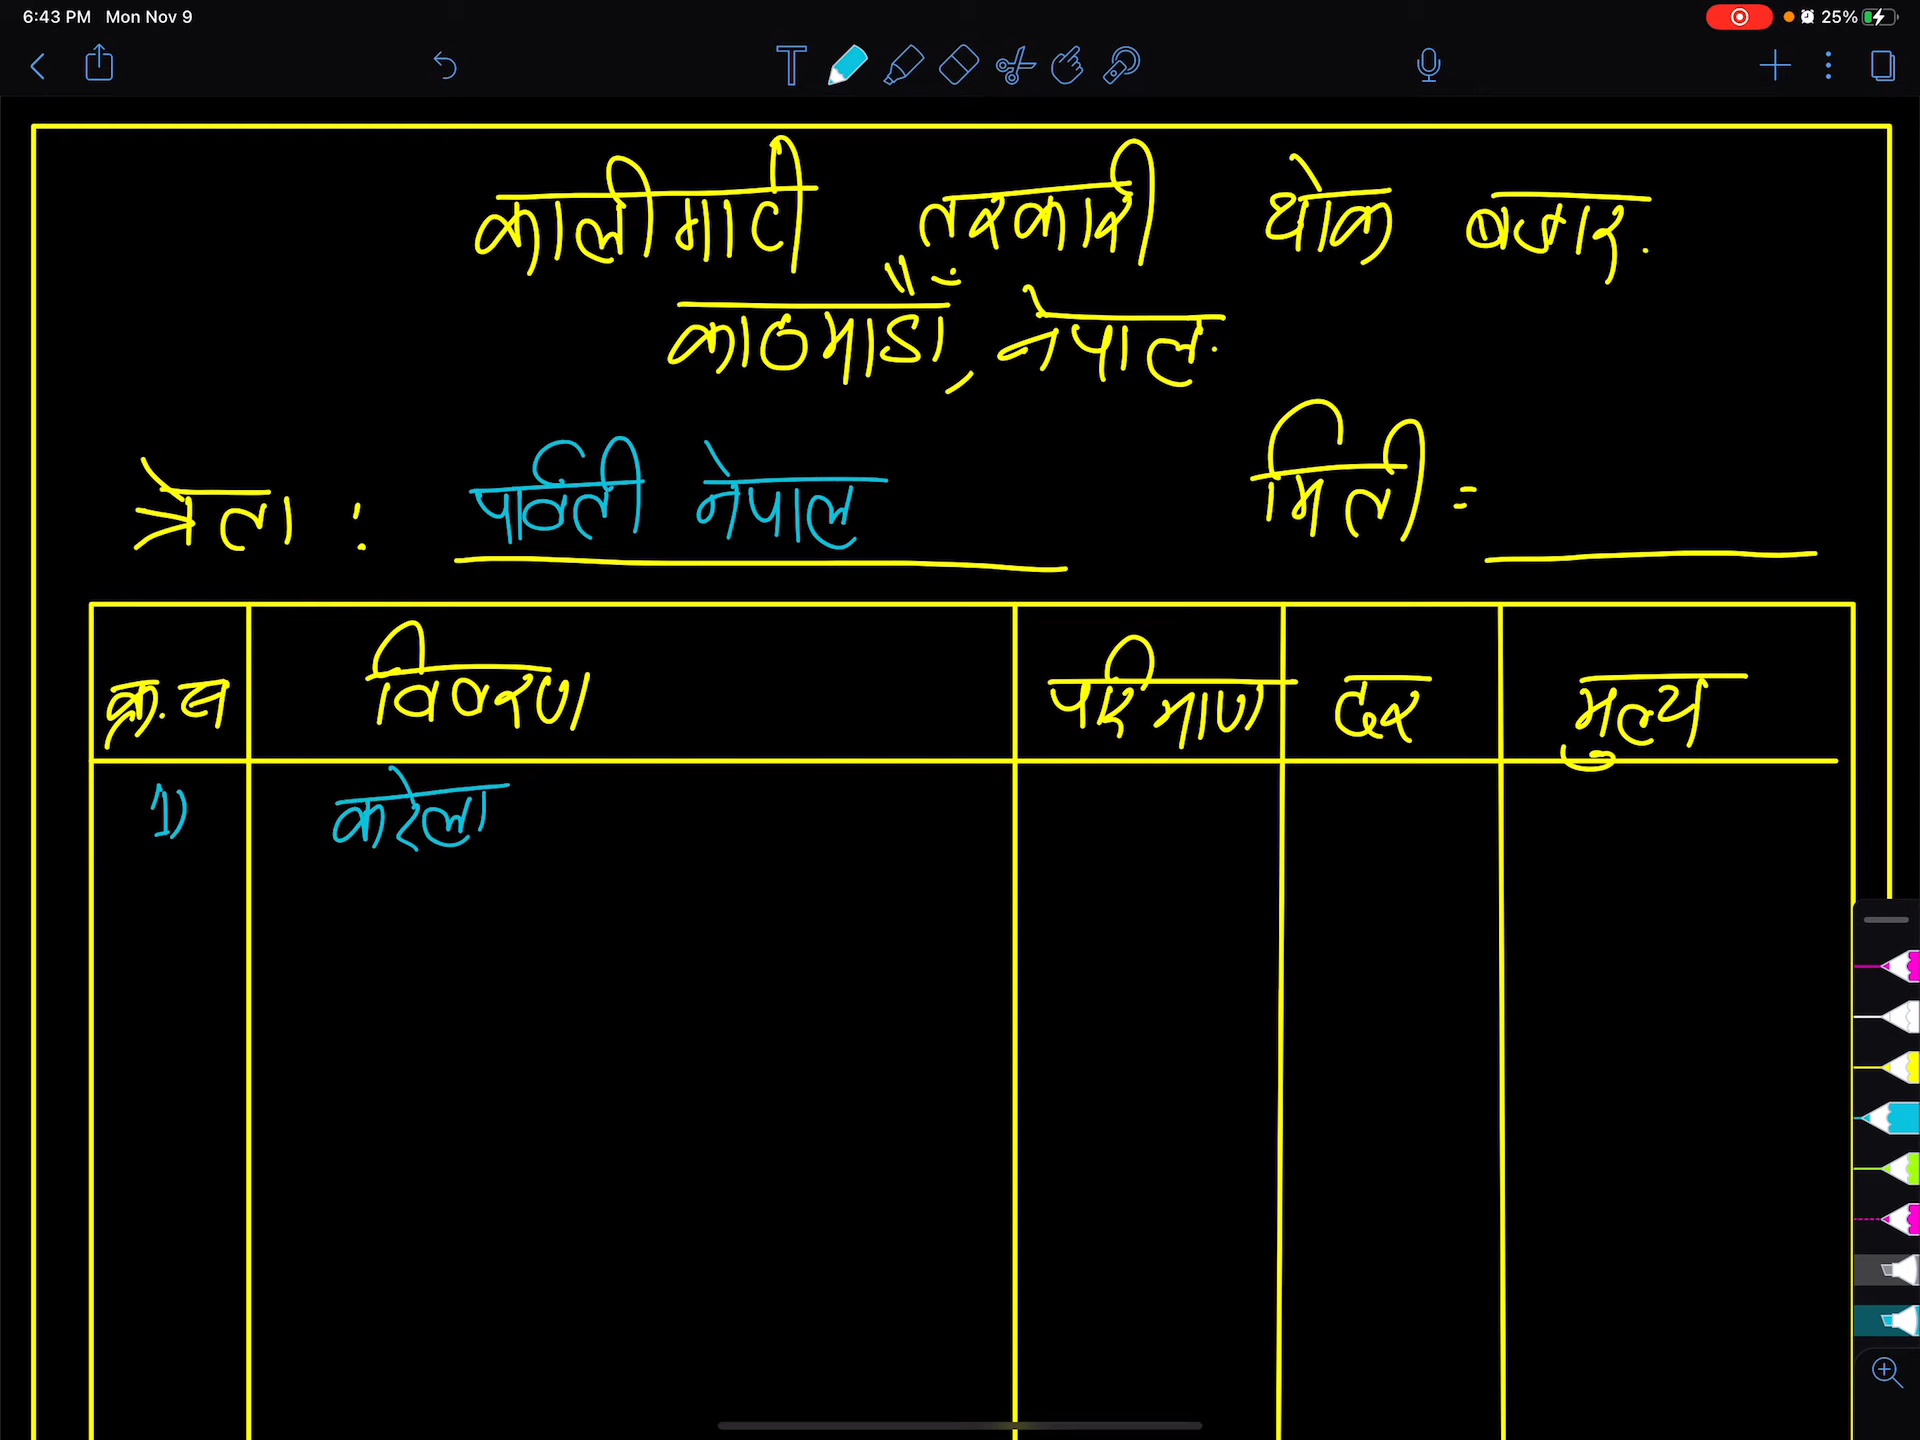 6:43 PM Mon Nov 9 25%
कालीमाटी तरकारी थोक बजार.
काठमाडौं, नेपाल.
क्रेता : पार्वती नेपाल मिती =
क्र.स विवरण परिमाण दर मुल्य
1) करेला